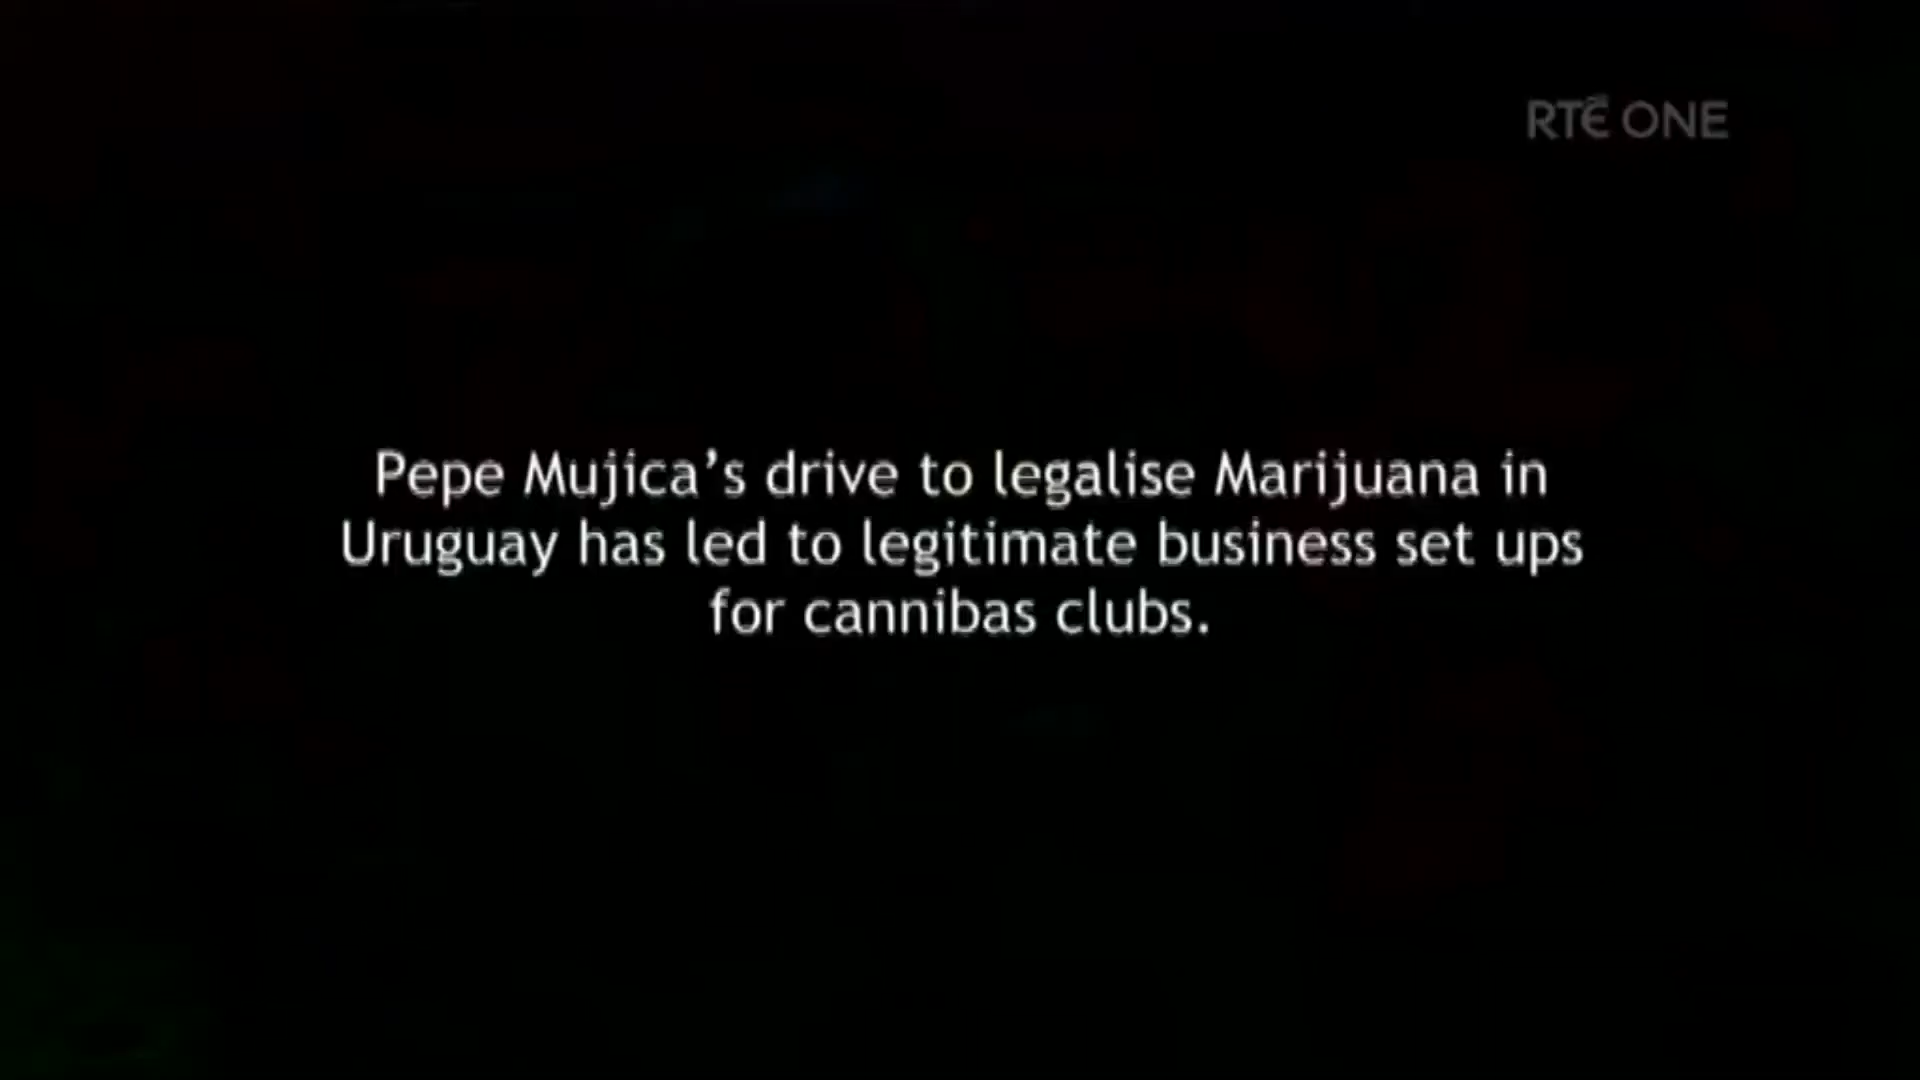 RTÉ ONE
Pepe Mujica’s drive to legalise Marijuana in
Uruguay has led to legitimate business set ups
for cannibas clubs.